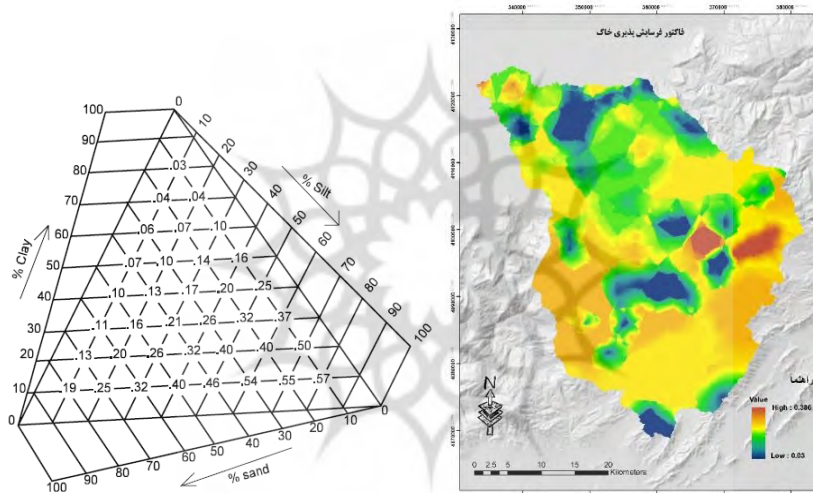 0
100
10
90
20
.03
80
30
.04 .04
% Silt
70
40
.06 .07 .10
50
60
60
% Clay
.07 .10 .14 .16
50
70
.10 .13 .17 .20 .25
80
40
90
.11 .16 .21 .26 .32 .37
30
100
.13 .20 .26 .32 .40 .40 .50
20
.19 .25 .32 .40 .46 .54 .55 .57
10
0
0
100 90 80 70 60 50 40 30 20 10
% sand
340000 350000 360000 370000 380000
فاکتور فرسایش پذیری خاک
راهنما
N
Value
High : 0.386
Low : 0.03
0 2.5 5 10 15 20
Kilometers